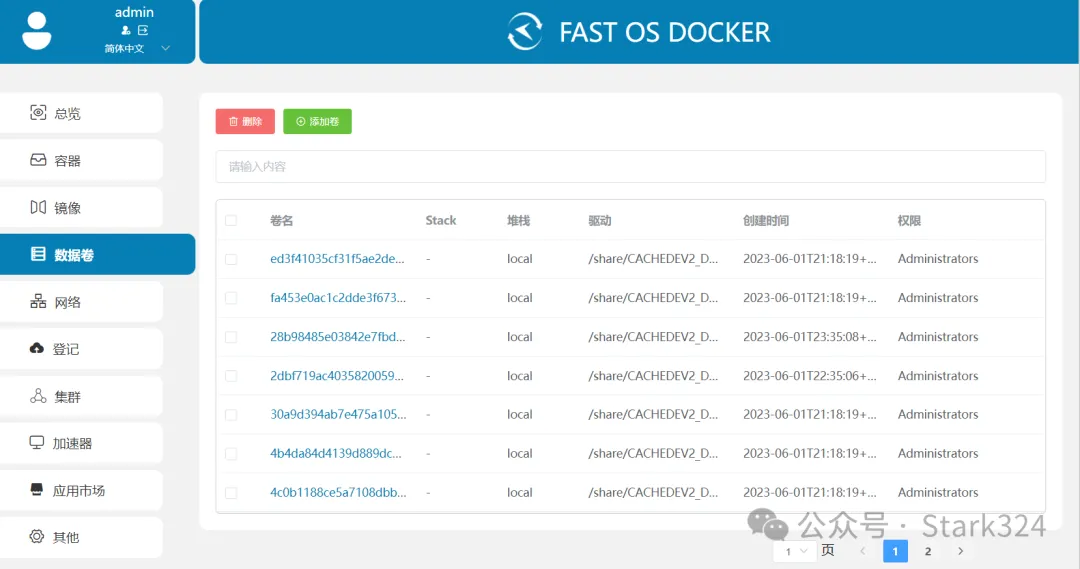 admin
简体中文
FAST OS DOCKER
总览
容器
镜像
数据卷
网络
登记
集群
加速器
应用市场
其他
删除 添加卷
请输入内容
卷名 Stack 堆栈 驱动 创建时间 权限
ed3f41035cf31f5ae2de... - local /share/CACHEDEV2_D... 2023-06-01T21:18:19+... Administrators
fa453e0ac1c2dde3f673... - local /share/CACHEDEV2_D... 2023-06-01T21:18:19+... Administrators
28b98485e03842e7fbd... - local /share/CACHEDEV2_D... 2023-06-01T23:35:08+... Administrators
2dbf719ac4035820059... - local /share/CACHEDEV2_D... 2023-06-01T22:35:06+... Administrators
30a9d394ab7e475a105... - local /share/CACHEDEV2_D... 2023-06-01T21:18:19+... Administrators
4b4da84d4139d889dc... - local /share/CACHEDEV2_D... 2023-06-01T21:18:19+... Administrators
4c0b1188ce5a7108dbb... - local /share/CACHEDEV2_D... 2023-06-01T21:18:19+... Administrators
公众号 · Stark324
1 页 1 2